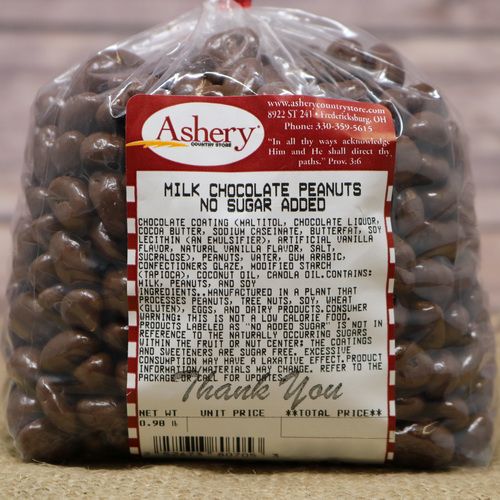 Ashery
COUNTRY STORE
www.asherycountrystore.com
8922 ST 241 • Fredericksburg, OH
Phone: 330-359-5615
"In all thy ways acknowledge
Him and He shall direct thy
paths." Prov. 3:6
MILK CHOCOLATE PEANUTS
NO SUGAR ADDED
CHOCOLATE COATING (MALTITOL, CHOCOLATE LIQUOR,
COCOA BUTTER, SODIUM CASEINATE, BUTTERFAT, SOY
LECITHIN (AN EMULSIFIER), ARTIFICIAL VANILLA
FLAVOR, NATURAL VANILLA FLAVOR, SALT,
SUCRALOSE), PEANUTS, WATER, GUM ARABIC,
CONFECTIONERS GLAZE, MODIFIED STARCH
(TAPIOCA), COCONUT OIL, CANOLA OIL.CONTAINS:
MILK, PEANUTS, AND SOY
INGREDIENTS. MANUFACTURED IN A PLANT THAT
PROCESSES PEANUTS, TREE NUTS, SOY, WHEAT
(GLUTEN), EGGS, AND DAIRY PRODUCTS.CONSUMER
WARNING: THIS IS NOT A LOW CALORIE FOOD.
PRODUCTS LABELED AS "NO ADDED SUGAR" IS NOT IN
REFERENCE TO THE NATURALLY OCCURING SUGARS
WITHIN THE FRUIT OR NUT CENTER: THE COATINGS
AND SWEETENERS ARE SUGAR FREE. EXCESSIVE
CONSUMPTION MAY HAVE A LAXATIVE EFFECT.PRODUCT
INFORMATION/MATERIALS MAY CHANGE. REFER TO THE
PACKAGE OR CALL FOR UPDATES.
Thank You
NET WT UNIT PRICE **TOTAL PRICE**
0.98 lb